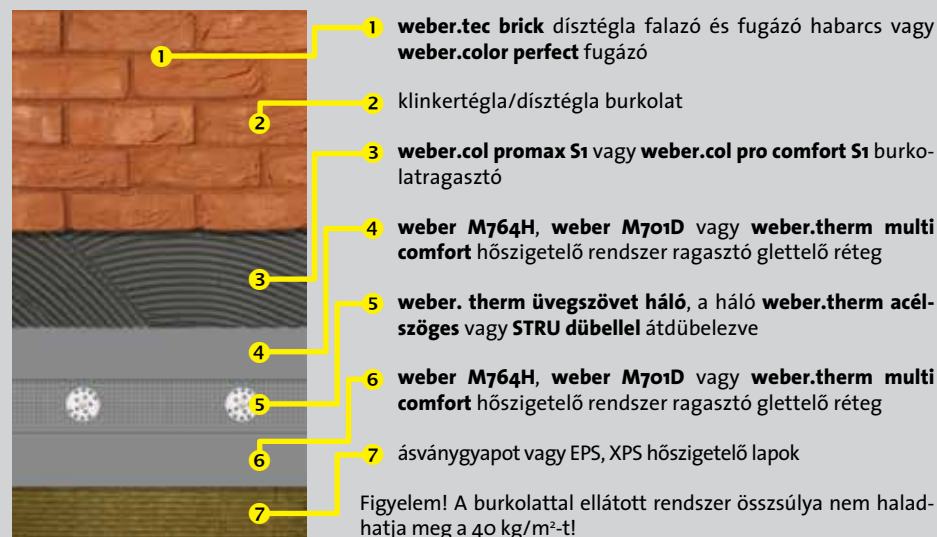 1 weber.tec brick dísztégla falazó és fugázó habarcs vagy
weber.color perfect fugázó
2 klinkertégla/dísztégla burkolat
3 weber.col promax S1 vagy weber.col pro comfort S1 burko-
latragasztó
4 weber M764H, weber M701D vagy weber.therm multi
comfort hőszigetelő rendszer ragasztó glettelő réteg
5 weber. therm üvegszövet háló, a háló weber.therm acél-
szöges vagy STRU dübellel átdübelezve
6 weber M764H, weber M701D vagy weber.therm multi
comfort hőszigetelő rendszer ragasztó glettelő réteg
7 ásványgyapot vagy EPS, XPS hőszigetelő lapok
Figyelem! A burkolattal ellátott rendszer összsúlya nem halad-
hatja meg a 40 kg/m²-t!
1
2
3
4
5
6
7